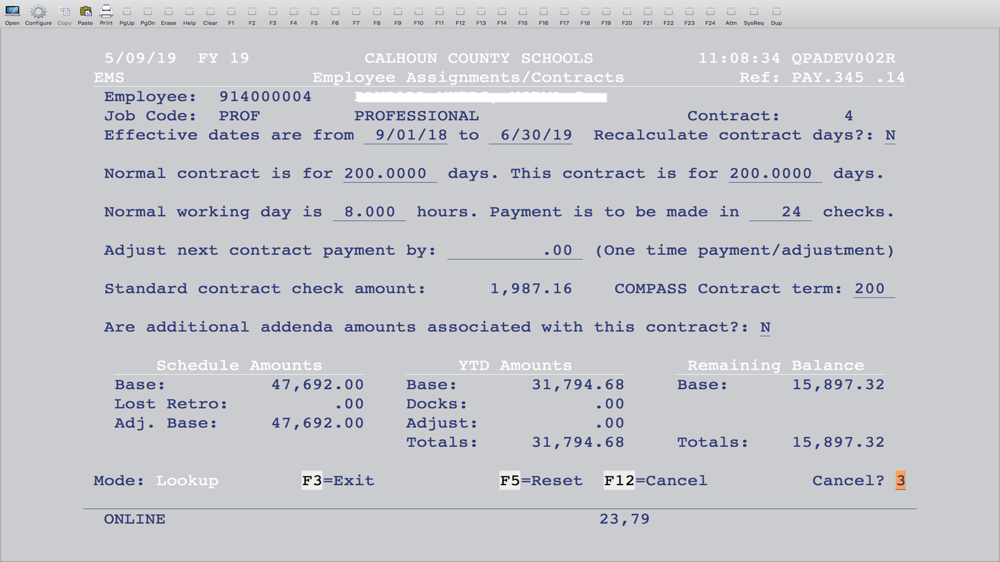 Open Configure Copy Paste Print PgUp PgDn Erase Help Clear F1 F2 F3 F4 F5 F6 F7 F8 F9 F10 F11 F12 F13 F14 F15 F16 F17 F18 F19 F20 F21 F22 F23 F24 Attn SysReq Dup
5/09/19 FY 19 CALHOUN COUNTY SCHOOLS 11:08:34 QPADEV002R
EMS Employee Assignments/Contracts Ref: PAY.345 .14
Employee: 914000004
Job Code: PROF PROFESSIONAL Contract: 4
Effective dates are from 9/01/18 to 6/30/19 Recalculate contract days?: N
Normal contract is for 200.0000 days. This contract is for 200.0000 days.
Normal working day is 8.000 hours. Payment is to be made in 24 checks.
Adjust next contract payment by: .00 (One time payment/adjustment)
Standard contract check amount: 1,987.16 COMPASS Contract term: 200
Are additional addenda amounts associated with this contract?: N
Schedule Amounts YTD Amounts Remaining Balance
Base: 47,692.00 Base: 31,794.68 Base: 15,897.32
Lost Retro: .00 Docks: .00
Adj. Base: 47,692.00 Adjust: .00
Totals: 31,794.68 Totals: 15,897.32
Mode: Lookup F3=Exit F5=Reset F12=Cancel Cancel? 3
ONLINE 23,79